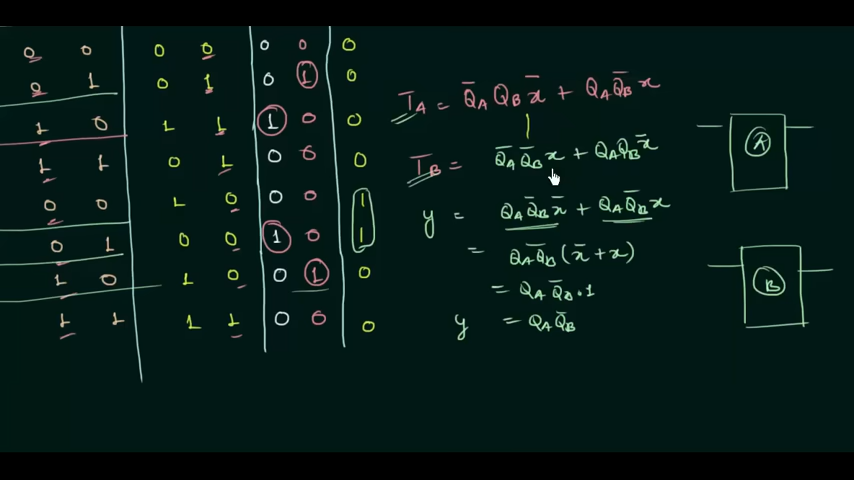 0 0 0 0 0 0 0
0 1 0 1 0 1 0
1 0 1 1 1 0 0
1 1 0 1 0 0 0
0 0 1 0 0 0 1
0 1 0 0 1 0 1
1 0 1 0 0 1 0
1 1 1 1 0 0 0
T_A = Q̄_A Q_B x̄ + Q_A Q̄_B x
T_B = Q̄_A Q̄_B x + Q_A Q_B x̄
y = Q_A Q̄_B x̄ + Q_A Q̄_B x
= Q_A Q̄_B (x̄ + x)
= Q_A Q̄_B . 1
y = Q_A Q̄_B
A
B